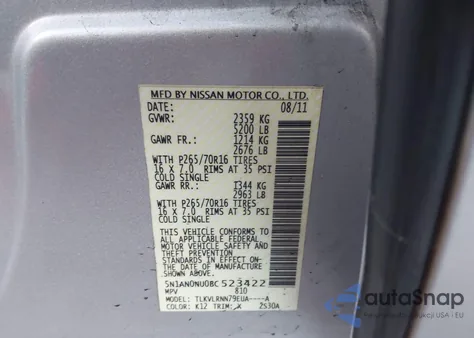 MFD BY NISSAN MOTOR CO., LTD.
DATE: 08/11
GVWR: 2359 KG
5200 LB
GAWR FR.: 1214 KG
2676 LB
WITH P265/70R16 TIRES
16 X 7.0 RIMS AT 35 PSI
COLD SINGLE
GAWR RR.: 1344 KG
2963 LB
WITH P265/70R16 TIRES
16 X 7.0 RIMS AT 35 PSI
COLD SINGLE
THIS VEHICLE CONFORMS TO ALL
APPLICABLE FEDERAL MOTOR
VEHICLE SAFETY AND THEFT PREVENTION
STANDARDS IN EFFECT ON THE
DATE OF MANUFACTURE SHOWN ABOVE.
5N1AN0NU0BC523422
MPV 810
MODEL: TLKVLRNN79EUA----A
COLOR: K12 TRIM: X 2S30A
autoSnap
www.autosnap.com